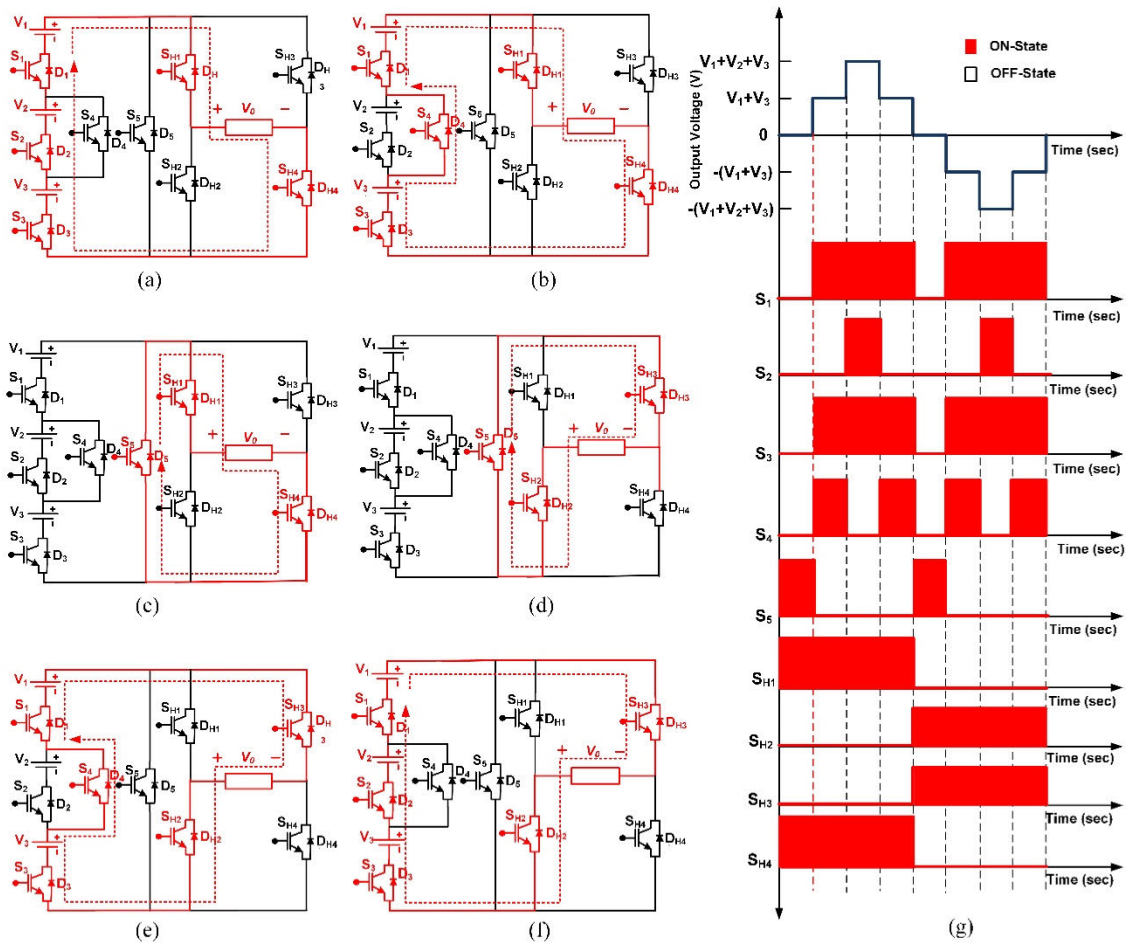 V1
S1
D1
V2
S2
D2
V3
S3
D3
S4
D4
S5
D5
SH1
DH
SH2
DH2
SH3
DH
3
SH4
DH4
+ V0 −
(a)
V1
S1
D1
V2
S2
D2
V3
S3
D3
S4
D4
S5
D5
SH1
DH1
SH2
DH2
SH3
DH3
SH4
DH4
+ V0 −
(b)
V1
S1
D1
V2
S2
D2
V3
S3
D3
S4
D4
S5
D5
SH1
DH1
SH2
DH2
SH3
DH3
SH4
DH4
+ V0 −
(c)
V1
S1
D1
V2
S2
D2
V3
S3
D3
S4
D4
S5
D5
SH1
DH1
SH2
DH2
SH3
DH3
SH4
DH4
+ V0 −
(d)
V1
S1
D1
V2
S2
D2
V3
S3
D3
S4
D4
S5
D5
SH1
DH1
SH2
DH2
SH3
DH
3
SH4
DH4
+ V0 −
(e)
V1
S1
D1
V2
S2
D2
V3
S3
D3
S4
D4
S5
D5
SH1
DH1
SH2
DH2
SH3
DH3
SH4
DH4
+ V0 −
(f)
ON-State
OFF-State
Output Voltage (V)
V1+V2+V3
V1+V3
0
-(V1+V3)
-(V1+V2+V3)
Time (sec)
S1
Time (sec)
S2
Time (sec)
S3
Time (sec)
S4
Time (sec)
S5
Time (sec)
SH1
Time (sec)
SH2
Time (sec)
SH3
Time (sec)
SH4
Time (sec)
(g)